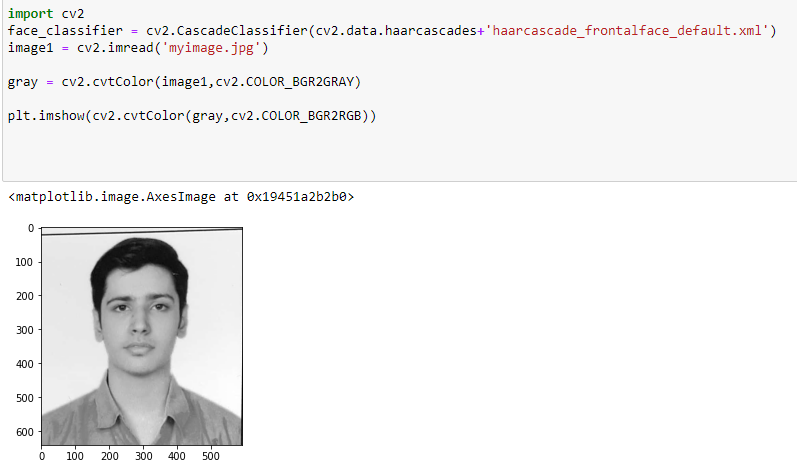 import cv2
face_classifier = cv2.CascadeClassifier(cv2.data.haarcascades+'haarcascade_frontalface_default.xml')
image1 = cv2.imread('myimage.jpg')
gray = cv2.cvtColor(image1,cv2.COLOR_BGR2GRAY)
plt.imshow(cv2.cvtColor(gray,cv2.COLOR_BGR2RGB))
<matplotlib.image.AxesImage at 0x19451a2b2b0>
0
100
200
300
400
500
600
0 100 200 300 400 500